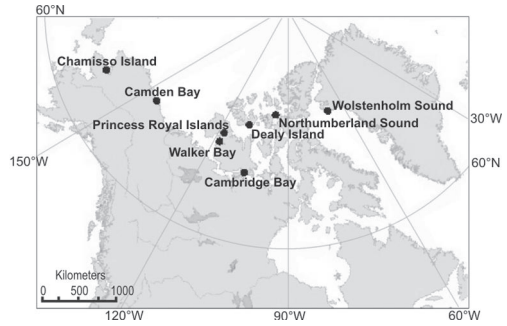 60°N
Chamisso Island
Camden Bay
Wolstenholm Sound
Princess Royal Islands
Northumberland Sound
30°W
Dealy Island
Walker Bay
150°W
60°N
Cambridge Bay
Kilometers
0 500 1000
120°W 90°W 60°W